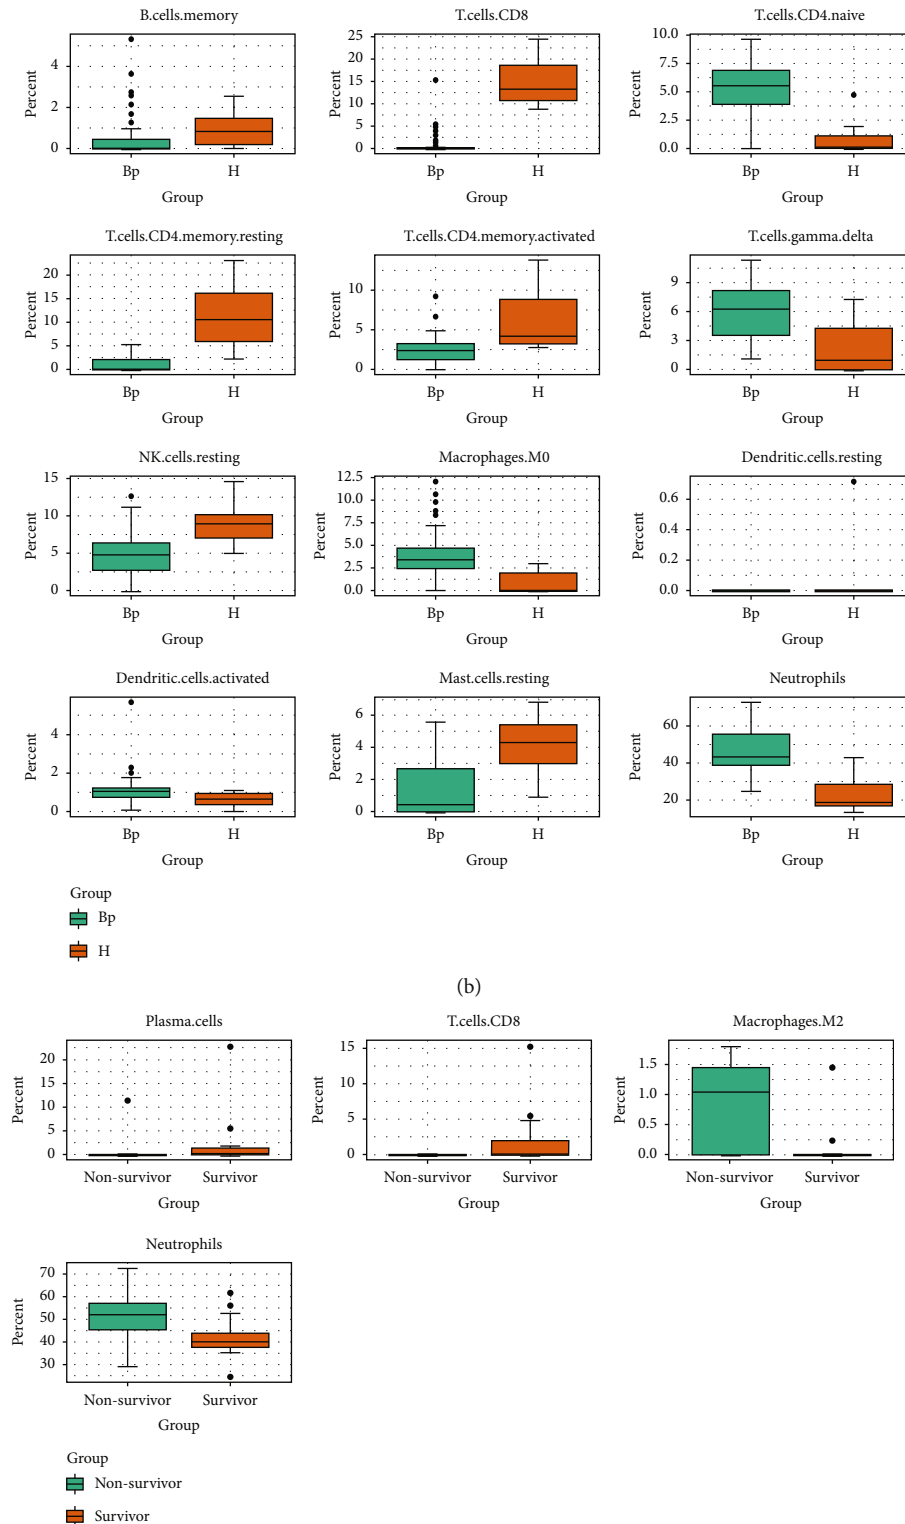 B.cells.memory
T.cells.CD8
T.cells.CD4.naive
Percent
4
2
0
Percent
25
20
15
10
5
0
Percent
10.0
7.5
5.0
2.5
0.0
Bp H
Bp H
Bp H
Group
Group
Group
T.cells.CD4.memory.resting
T.cells.CD4.memory.activated
T.cells.gamma.delta
Percent
20
15
10
5
0
Percent
10
5
0
Percent
9
6
3
0
Bp H
Bp H
Bp H
Group
Group
Group
NK.cells.resting
Macrophages.M0
Dendritic.cells.resting
Percent
15
10
5
0
Percent
12.5
10.0
7.5
5.0
2.5
0.0
Percent
0.6
0.4
0.2
0.0
Bp H
Bp H
Bp H
Group
Group
Group
Dendritic.cells.activated
Mast.cells.resting
Neutrophils
Percent
4
2
0
Percent
6
4
2
0
Percent
60
40
20
Bp H
Bp H
Bp H
Group
Group
Group
Group
Bp
H
(b)
Plasma.cells
T.cells.CD8
Macrophages.M2
Percent
20
15
10
5
0
Percent
15
10
5
0
Percent
1.5
1.0
0.5
0.0
Non-survivor Survivor
Non-survivor Survivor
Non-survivor Survivor
Group
Group
Group
Neutrophils
Percent
70
60
50
40
30
Non-survivor Survivor
Group
Group
Non-survivor
Survivor